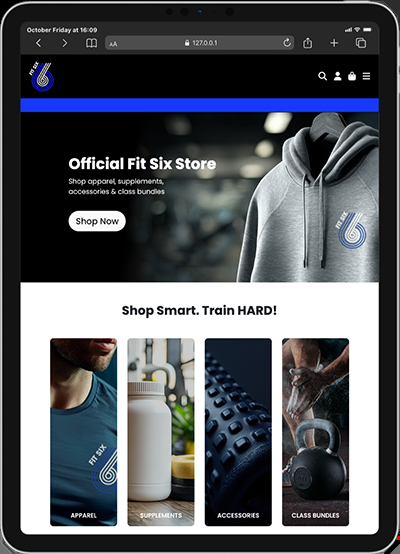 October Friday at 16:09
AA
127.0.0.1
FIT SIX
Official Fit Six Store
Shop apparel, supplements,
accessories & class bundles
FIT SIX
Shop Now
Shop Smart. Train HARD!
FIT SIX
APPAREL
SUPPLEMENTS
ACCESSORIES
CLASS BUNDLES